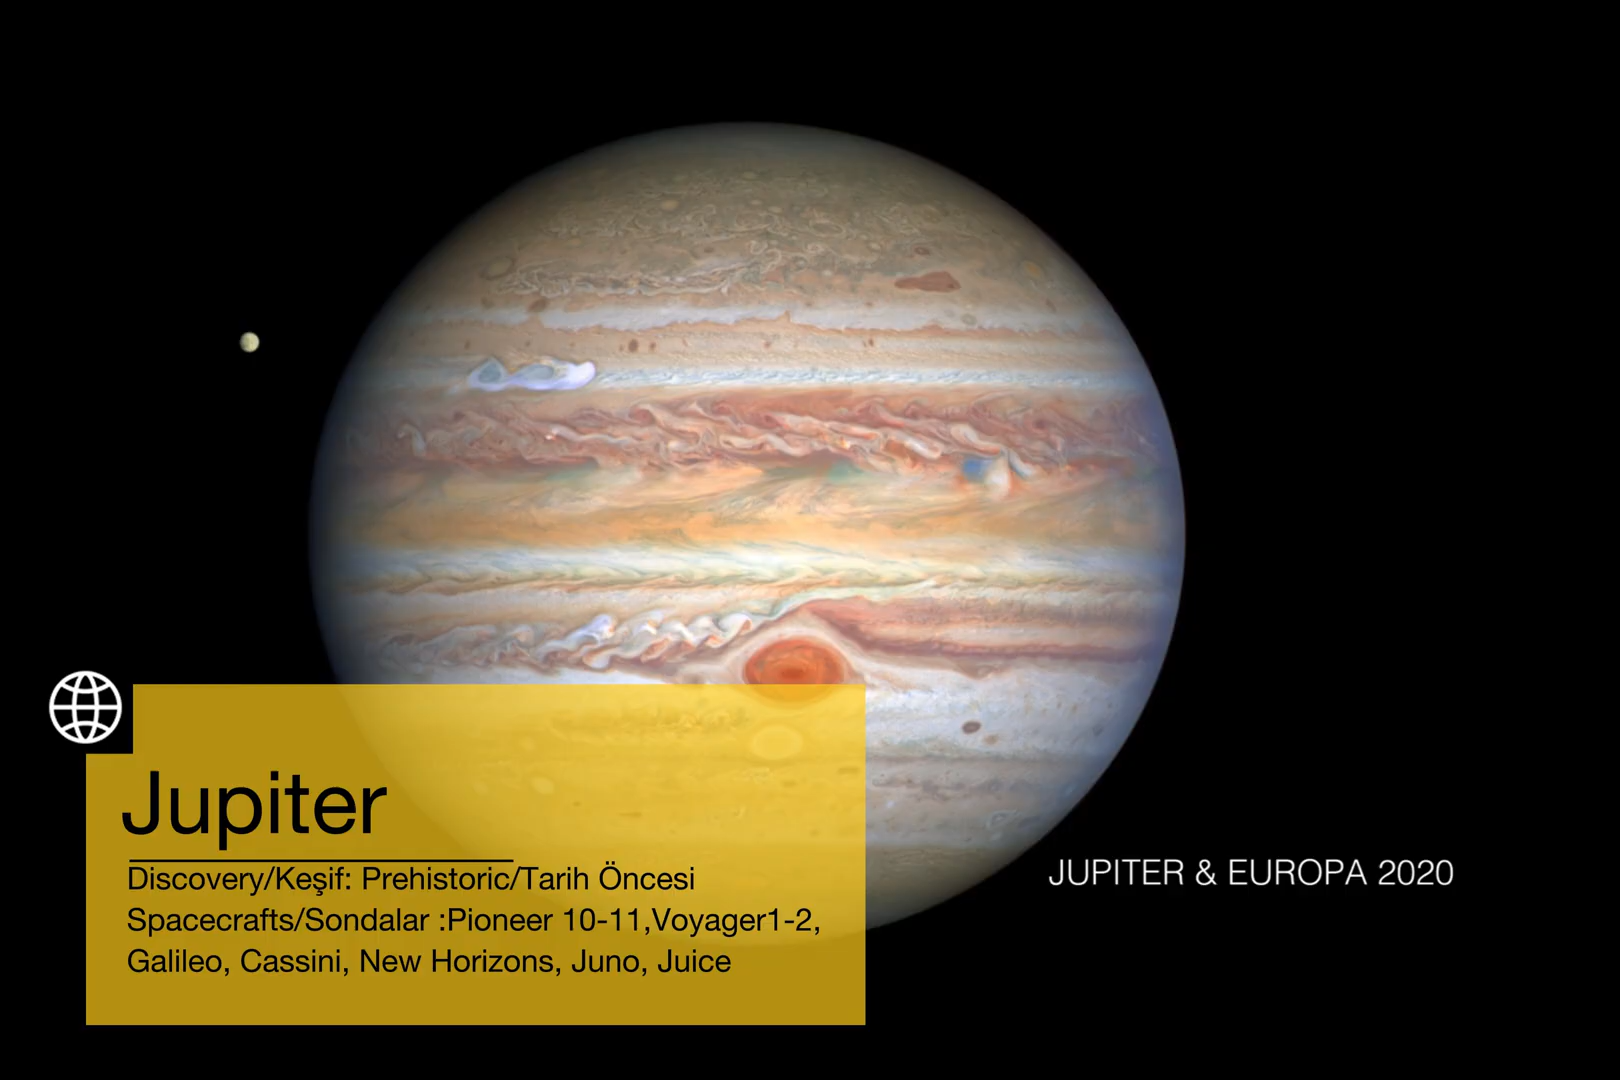 Jupiter
Discovery/Keşif: Prehistoric/Tarih Öncesi
Spacecrafts/Sondalar :Pioneer 10-11,Voyager1-2,
Galileo, Cassini, New Horizons, Juno, Juice
JUPITER & EUROPA 2020